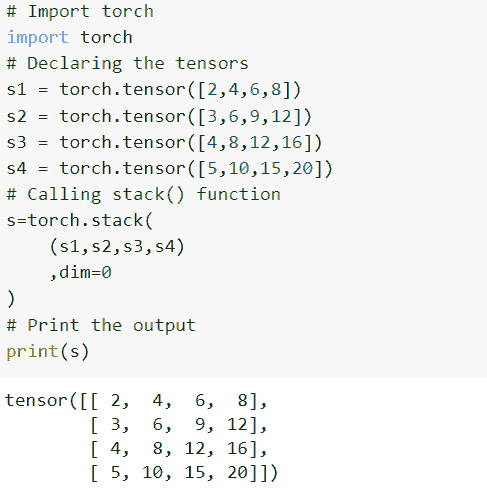 # Import torch
import torch
# Declaring the tensors
s1 = torch.tensor([2,4,6,8])
s2 = torch.tensor([3,6,9,12])
s3 = torch.tensor([4,8,12,16])
s4 = torch.tensor([5,10,15,20])
# Calling stack() function
s=torch.stack(
    (s1,s2,s3,s4)
    ,dim=0
)
# Print the output
print(s)
tensor([[ 2,  4,  6,  8],
        [ 3,  6,  9, 12],
        [ 4,  8, 12, 16],
        [ 5, 10, 15, 20]])